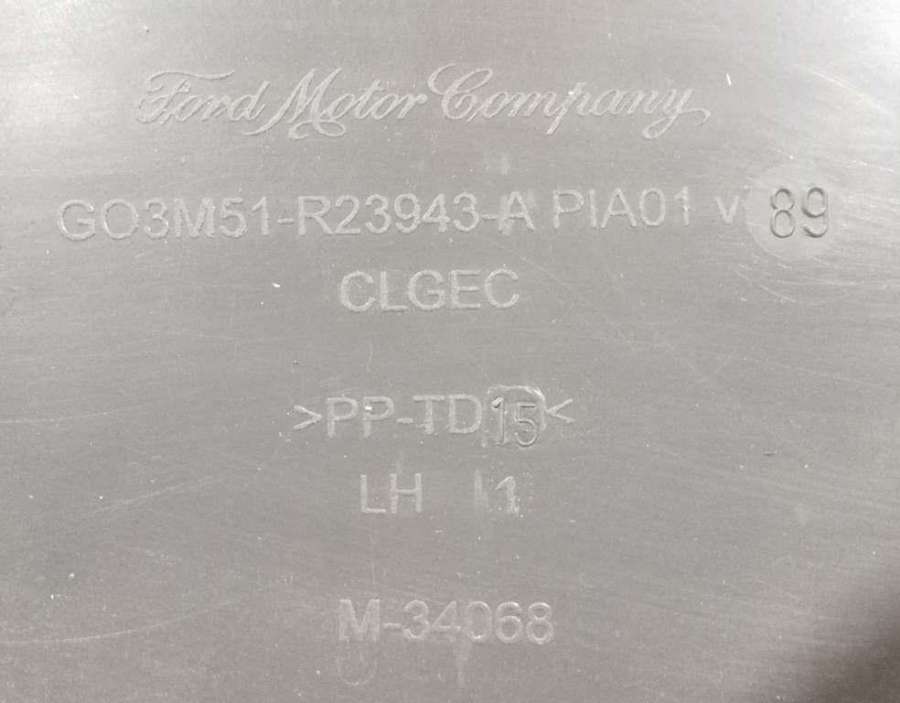 Ford Motor Company
GO3M51-R23943-A PIA01 v 89
CLGEC
>PP-TD15<
LH 1
M-34068